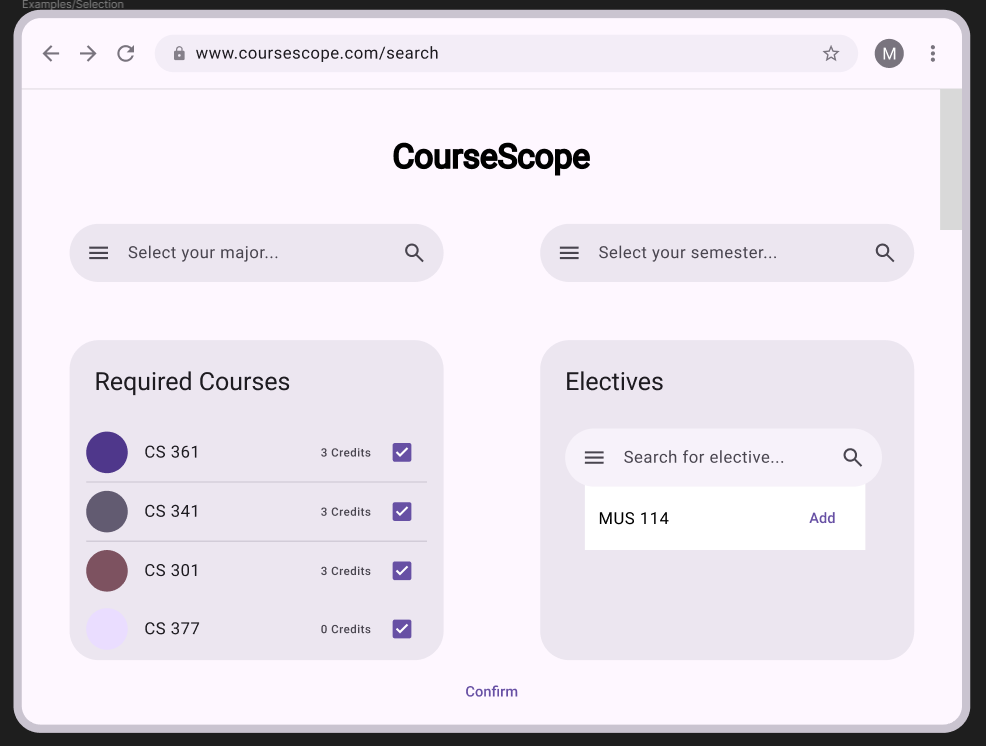 Examples/Selection
www.coursescope.com/search
M
CourseScope
Select your major...
Select your semester...
Required Courses
CS 361 3 Credits
CS 341 3 Credits
CS 301 3 Credits
CS 377 0 Credits
Electives
Search for elective...
MUS 114 Add
Confirm